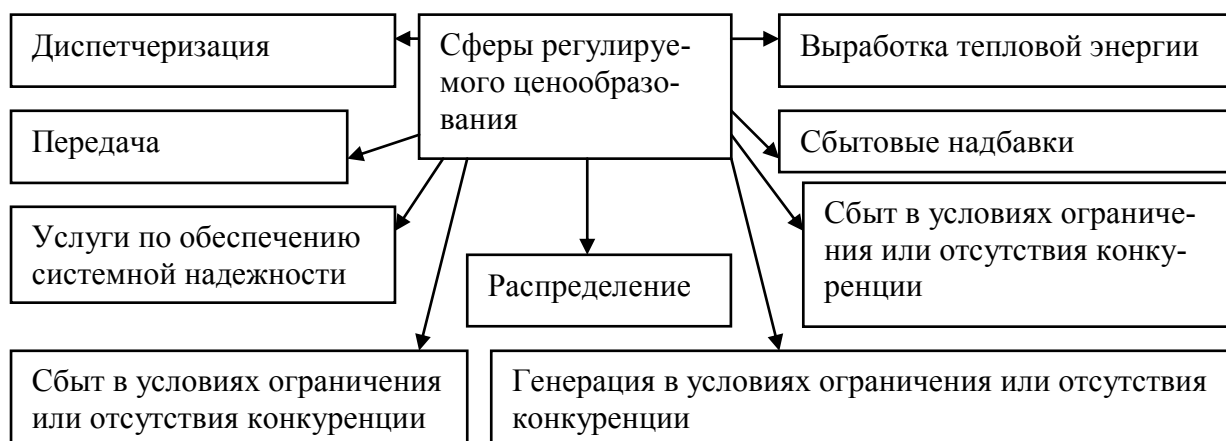 Диспетчеризация
Сферы регулируе-
мого ценообразо-
вания
Выработка тепловой энергии
Передача
Сбытовые надбавки
Услуги по обеспечению
системной надежности
Распределение
Сбыт в условиях ограниче-
ния или отсутствия конку-
ренции
Сбыт в условиях ограничения
или отсутствия конкуренции
Генерация в условиях ограничения или отсутствия
конкуренции